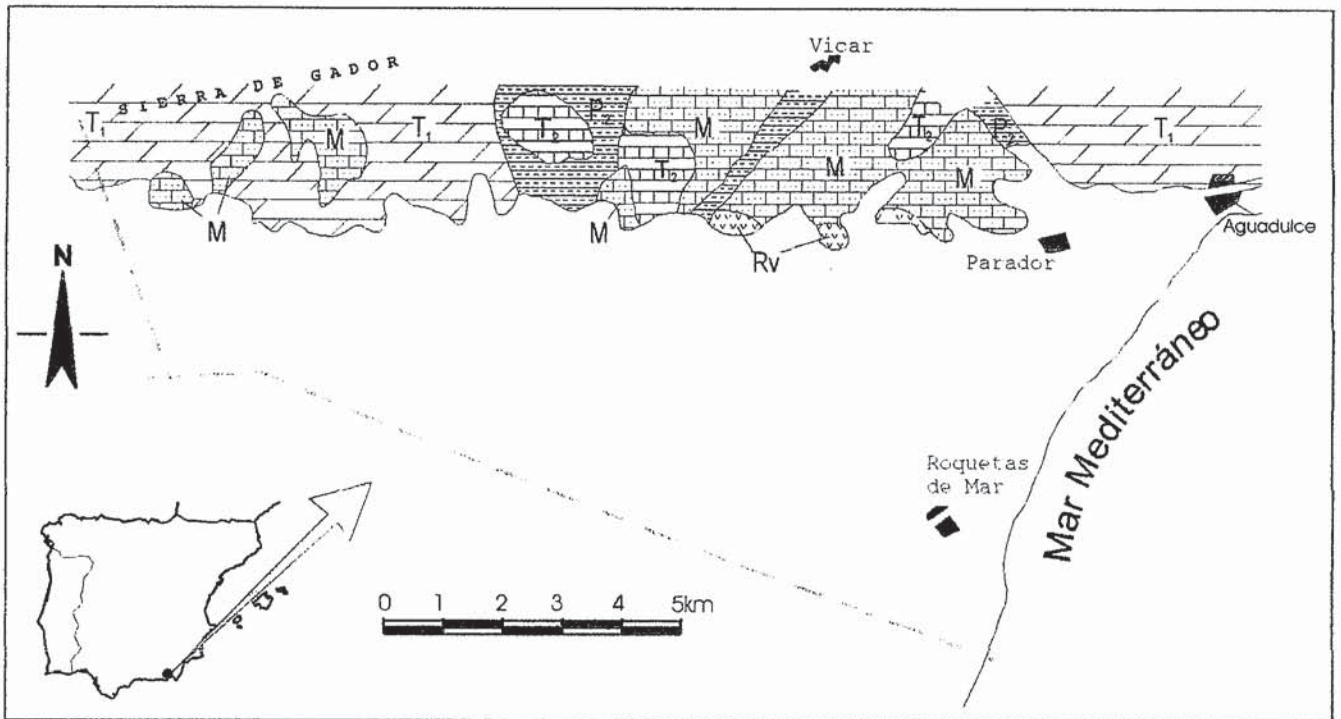 Vicar
SIERRA DE GADOR
T₁
M
T₁
T₂
P₂
M
T₂
M
T₂
M
P₂
T₁
M
M
Rv
Parador
Aguadulce
N
Mar Mediterráneo
Roquetas
de Mar
0 1 2 3 4 5km